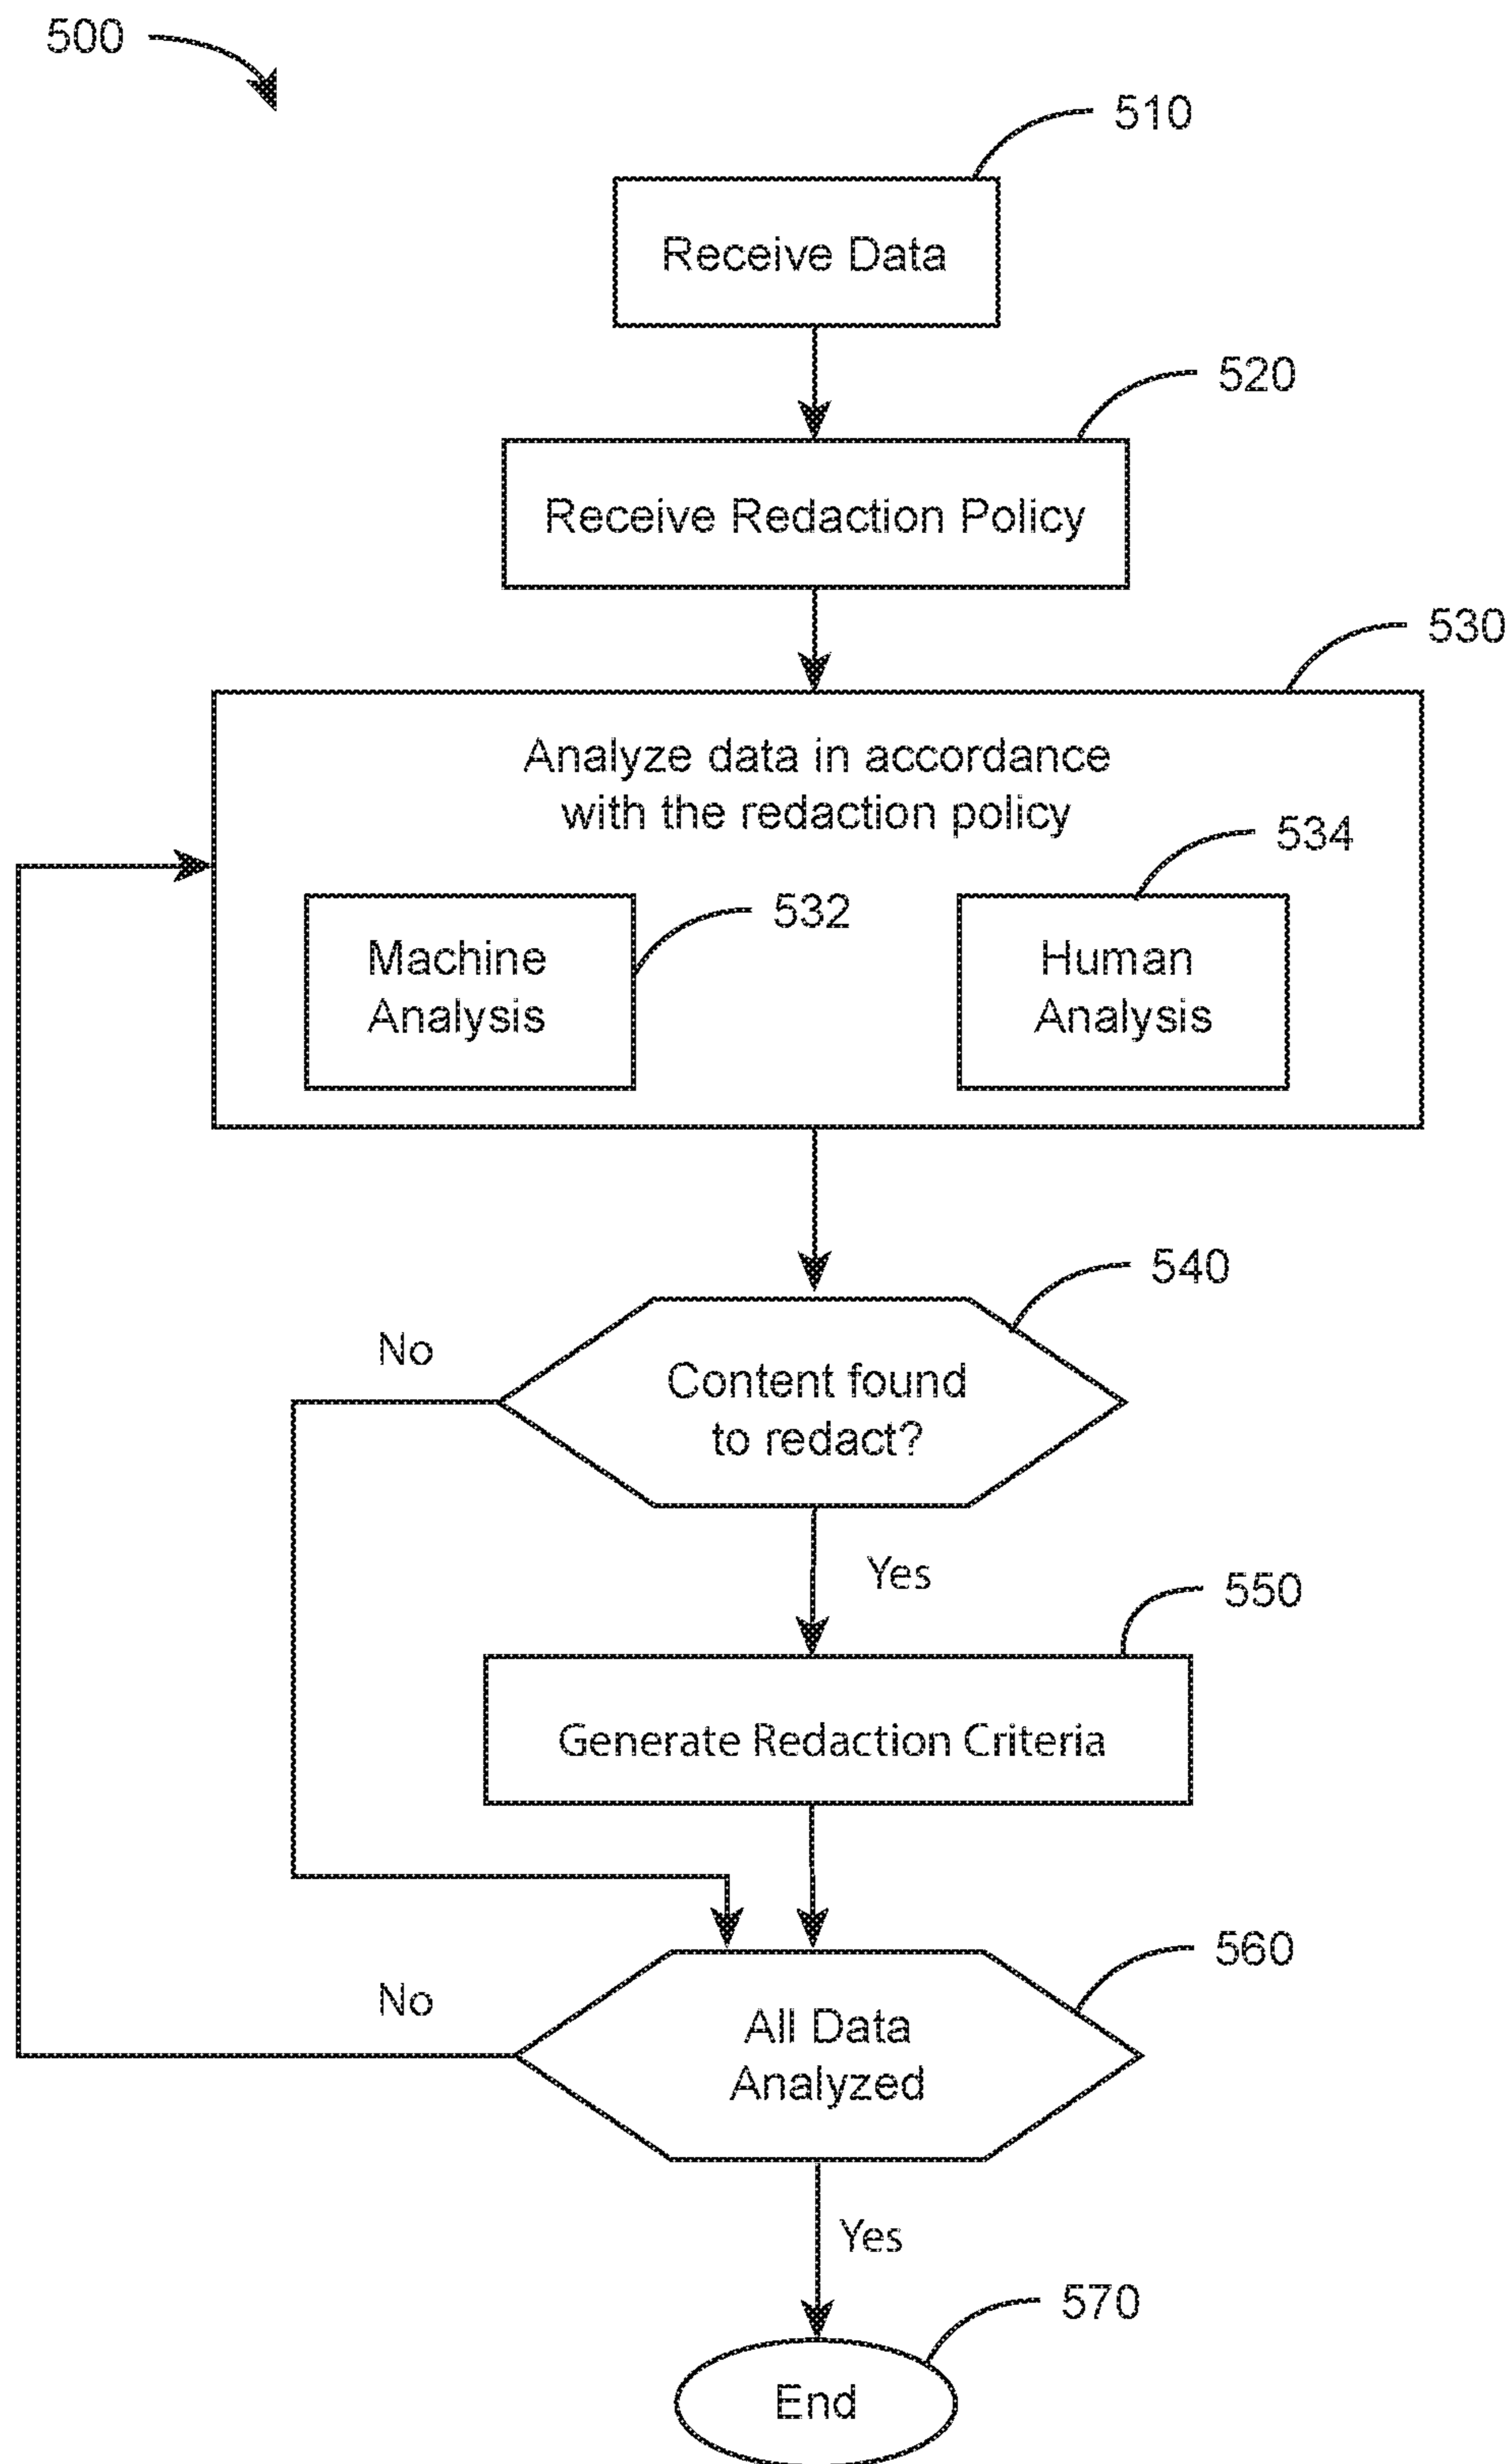 500
510
Receive Data
520
Receive Redaction Policy
530
Analyze data in accordance
with the redaction policy
534
532
Machine
Analysis
Human
Analysis
540
No
Content found
to redact?
Yes
550
Generate Redaction Criteria
560
No
All Data
Analyzed
Yes
570
End